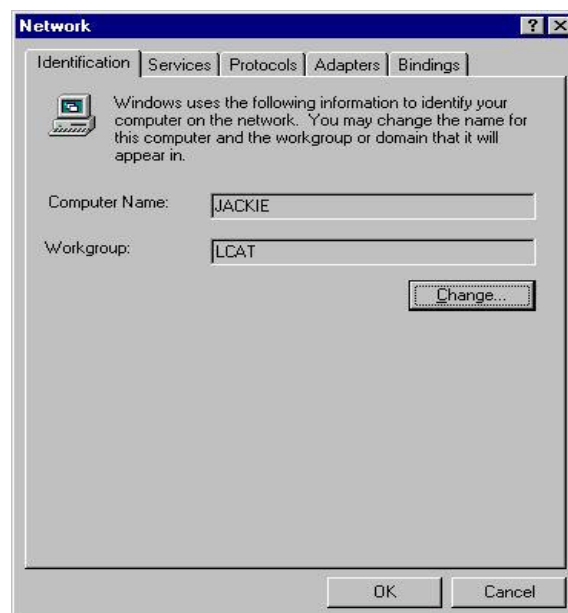 Network
Identification Services Protocols Adapters Bindings
Windows uses the following information to identify your
computer on the network. You may change the name for
this computer and the workgroup or domain that it will
appear in.
Computer Name: JACKIE
Workgroup: LCAT
Change...
OK Cancel